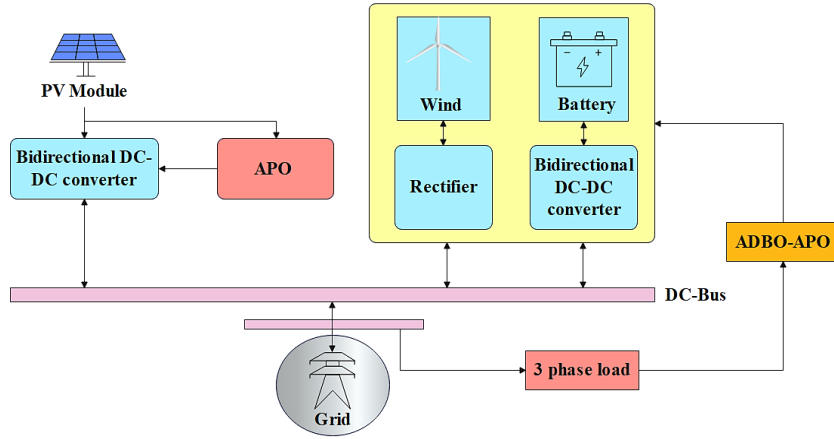 PV Module
Bidirectional DC-
DC converter
APO
Wind
Battery
Rectifier
Bidirectional
DC-DC
converter
ADBO-APO
DC-Bus
3 phase load
Grid